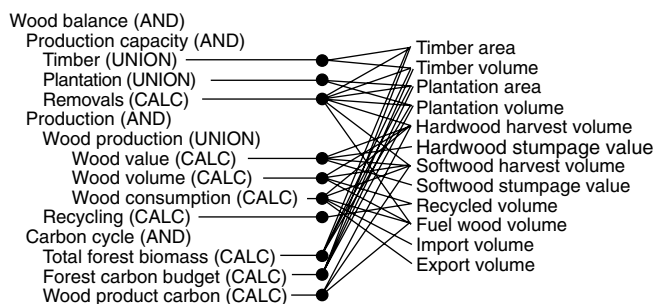 Wood balance (AND)
Production capacity (AND)
Timber (UNION)
Plantation (UNION)
Removals (CALC)
Production (AND)
Wood production (UNION)
Wood value (CALC)
Wood volume (CALC)
Wood consumption (CALC)
Recycling (CALC)
Carbon cycle (AND)
Total forest biomass (CALC)
Forest carbon budget (CALC)
Wood product carbon (CALC)
Timber area
Timber volume
Plantation area
Plantation volume
Hardwood harvest volume
Hardwood stumpage value
Softwood harvest volume
Softwood stumpage value
Recycled volume
Fuel wood volume
Import volume
Export volume